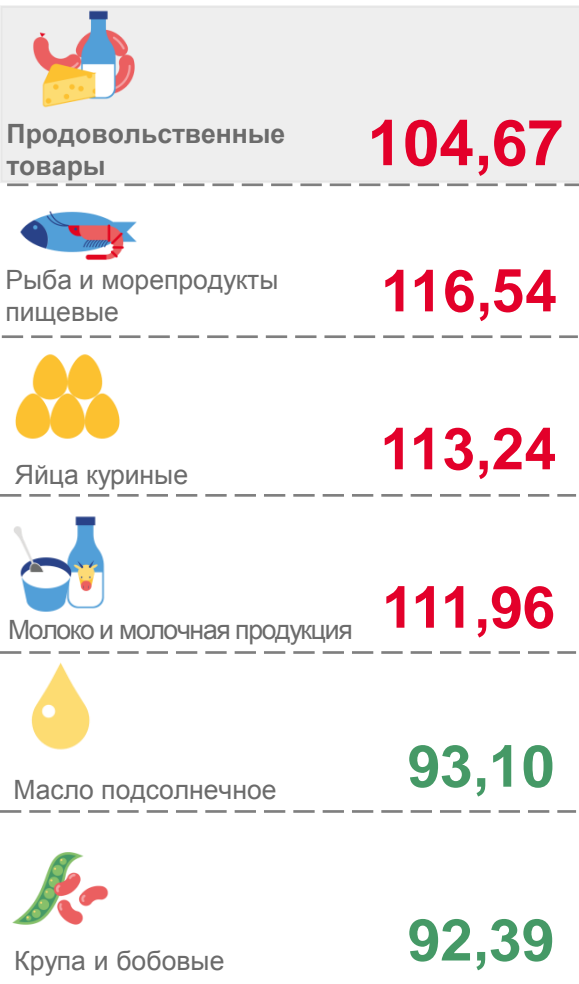 Продовольственные
товары
104,67
Рыба и морепродукты
пищевые
116,54
Яйца куриные
113,24
Молоко и молочная продукция
111,96
Масло подсолнечное
93,10
Крупа и бобовые
92,39